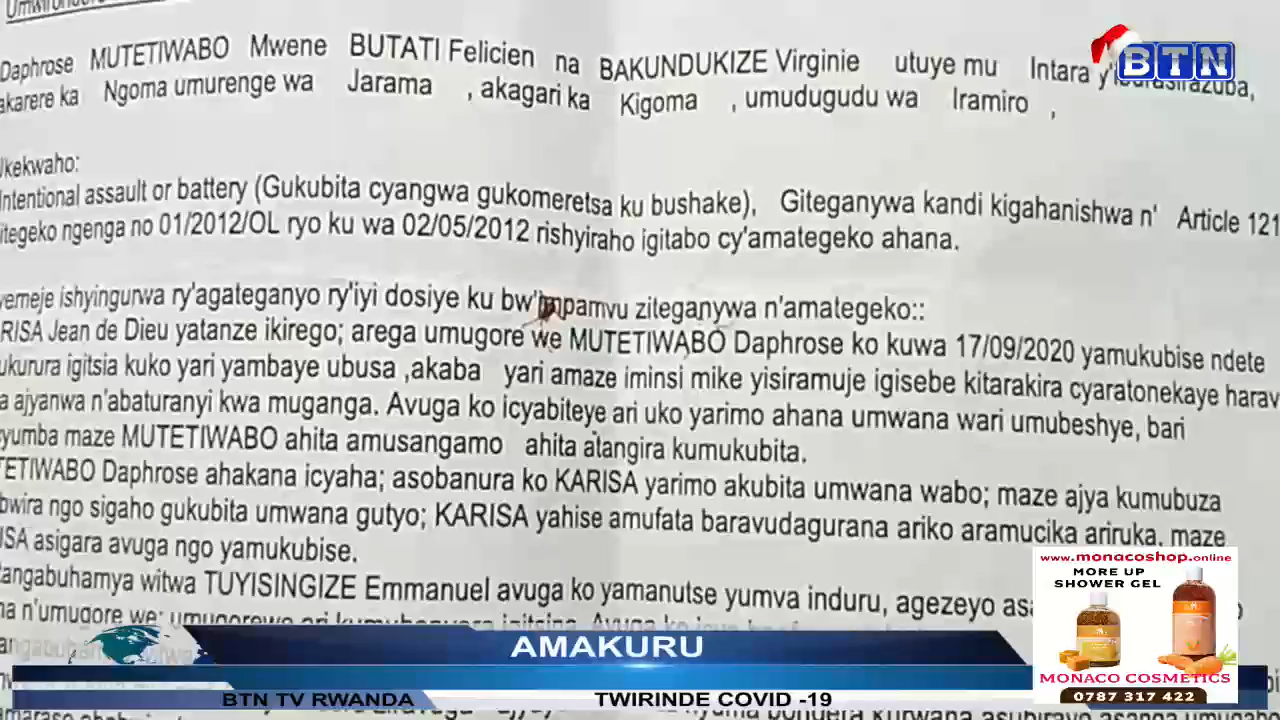 Daphrose MUTETIWABO Mwene BUTATI Felicien na BAKUNDUKIZE Virginie utuye mu Intara
akarere ka Ngoma umurenge wa Jarama , akagari ka Kigoma , umudugudu wa Iramiro ,
BTN
Ukekwaho:
Intentional assault or battery (Gukubita cyangwa gukomeretsa ku bushake), Giteganywa kandi kigahanishwa n' Article 121
itegeko ngenga no 01/2012/OL ryo ku wa 02/05/2012 rishyiraho igitabo cy'amategeko ahana.
yemeje ishyingurwa ry'agateganyo ry'iyi dosiye ku bw'impamvu ziteganywa n'amategeko::
RISA Jean de Dieu yatanze ikirego; arega umugore we MUTETIWABO Daphrose ko kuwa 17/09/2020 yamukubise ndete
ukurura igitsia kuko yari yambaye ubusa ,akaba yari amaze iminsi mike yisiramuje igisebe kitarakira cyaratonekaye harav
a ajyanwa n'abaturanyi kwa muganga. Avuga ko icyabiteye ari uko yarimo ahana umwana wari umubeshye, bari
yumba maze MUTETIWABO ahita amusangamo ahita atangira kumukubita.
TETIWABO Daphrose ahakana icyaha; asobanura ko KARISA yarimo akubita umwana wabo; maze ajya kumubuza
bwira ngo sigaho gukubita umwana gutyo; KARISA yahise amufata baravudagurana ariko aramucika ariruka, maze
ISA asigara avuga ngo yamukubise.
tangabuhamya witwa TUYISINGIZE Emmanuel avuga ko yamanutse yumva induru, agezeyo
na n'umugore we;
www.monacoshop.online
MORE UP
SHOWER GEL
MONACO COSMETICS
0787 317 422
AMAKURU
BTN TV RWANDA
TWIRINDE COVID -19